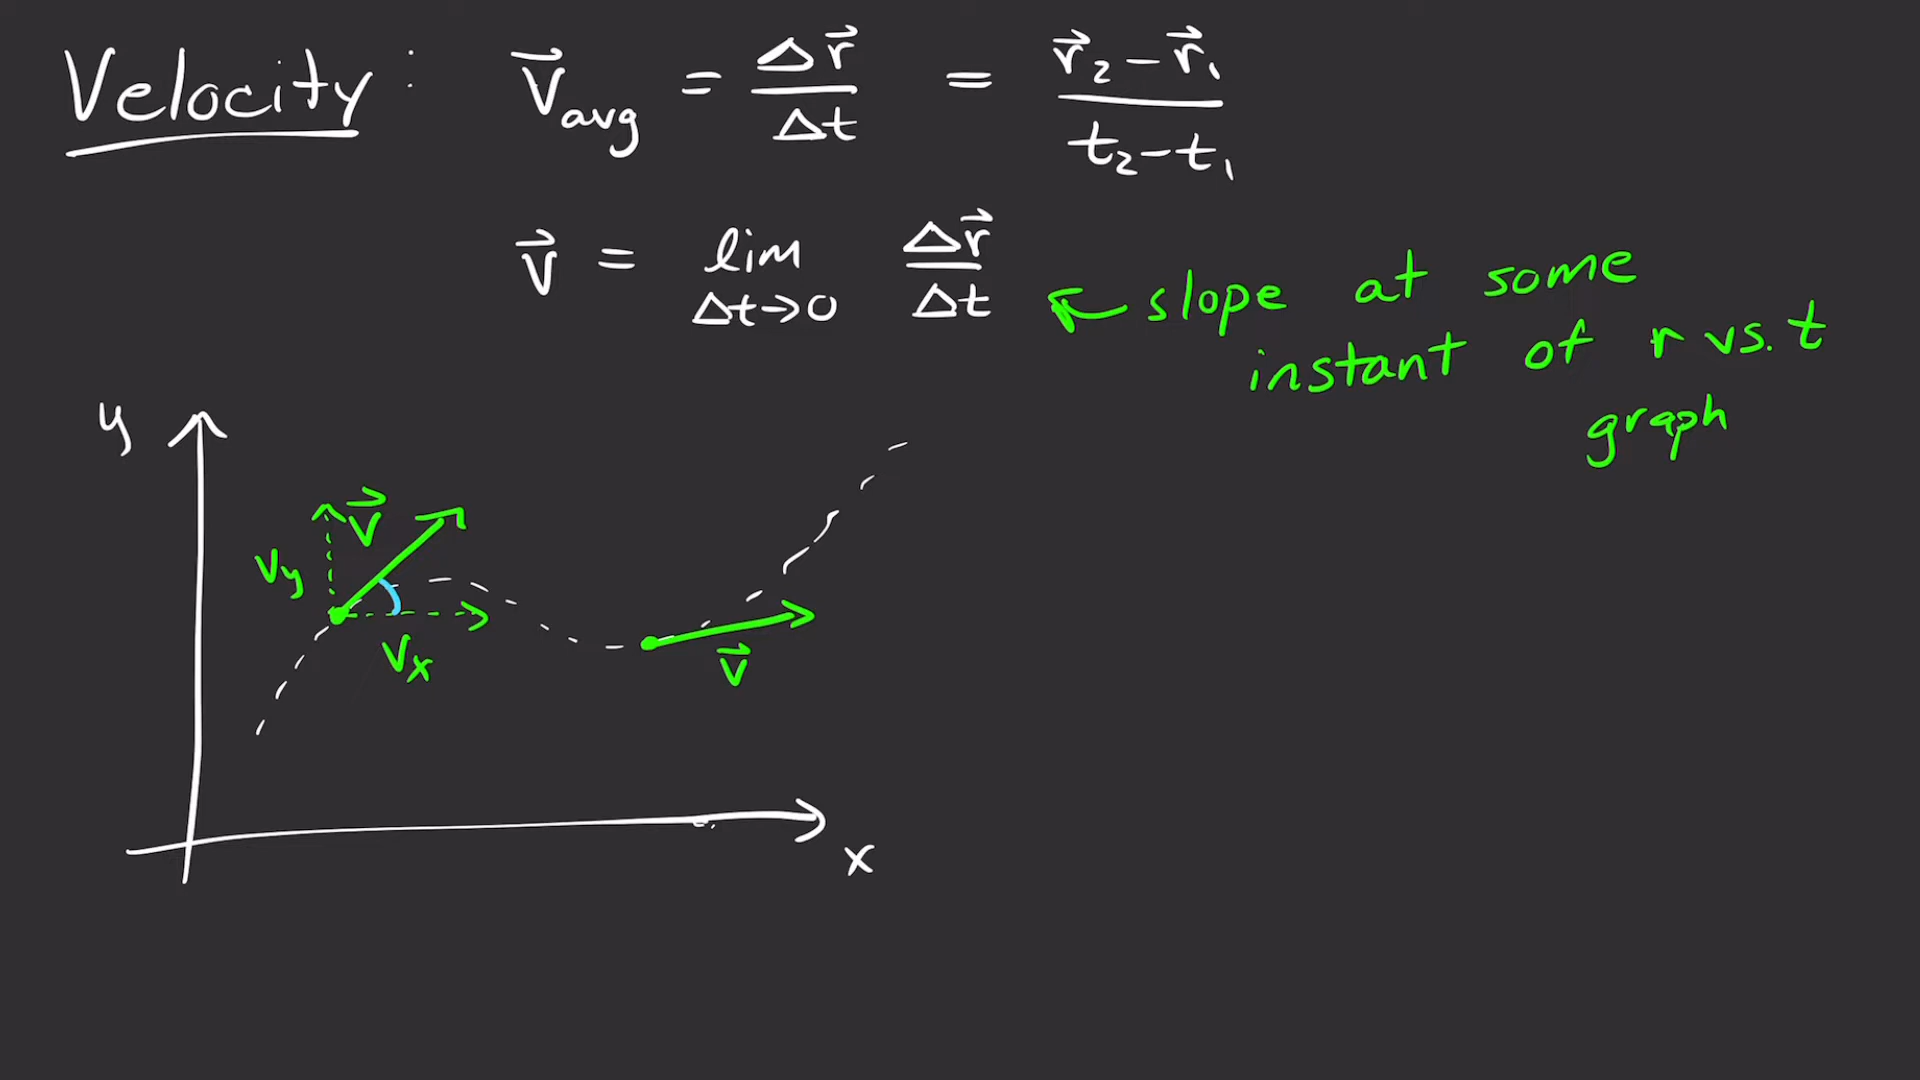 Velocity : v⃗avg = Δr⃗/Δt = (r⃗₂−r⃗₁)/(t₂−t₁)
v⃗ = lim Δt→0 Δr⃗/Δt
slope at some
instant of r vs. t
graph
y
v⃗
vy
vx
v⃗
x